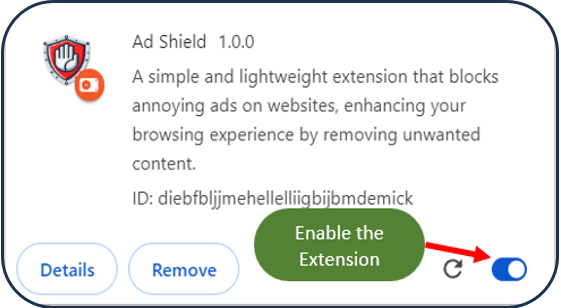 Ad Shield 1.0.0
A simple and lightweight extension that blocks
annoying ads on websites, enhancing your
browsing experience by removing unwanted
content.
ID: diebfbljjmehellelliigbijbmdemick
Enable the
Extension
Details
Remove